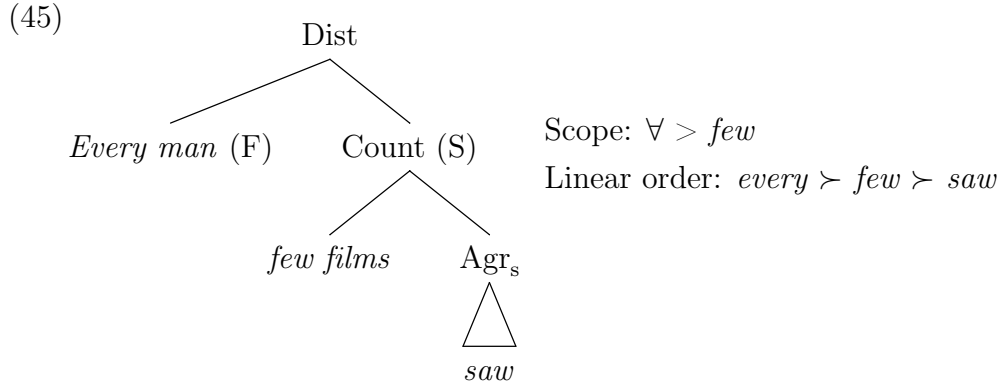 (45)
Dist
Every man (F) Count (S)
Scope: ∀ > few
Linear order: every ≻ few ≻ saw
few films Agrₛ
saw